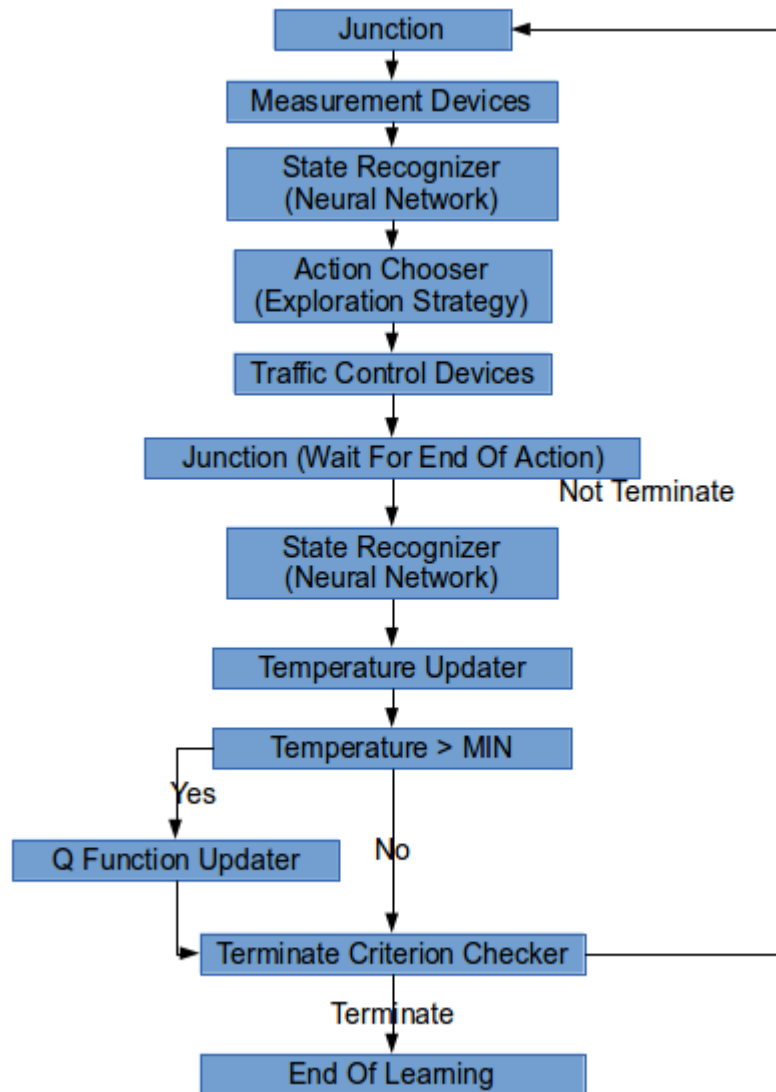 Junction
Measurement Devices
State Recognizer
(Neural Network)
Action Chooser
(Exploration Strategy)
Traffic Control Devices
Junction (Wait For End Of Action)
Not Terminate
State Recognizer
(Neural Network)
Temperature Updater
Temperature > MIN
Yes
Q Function Updater
No
Terminate Criterion Checker
Terminate
End Of Learning